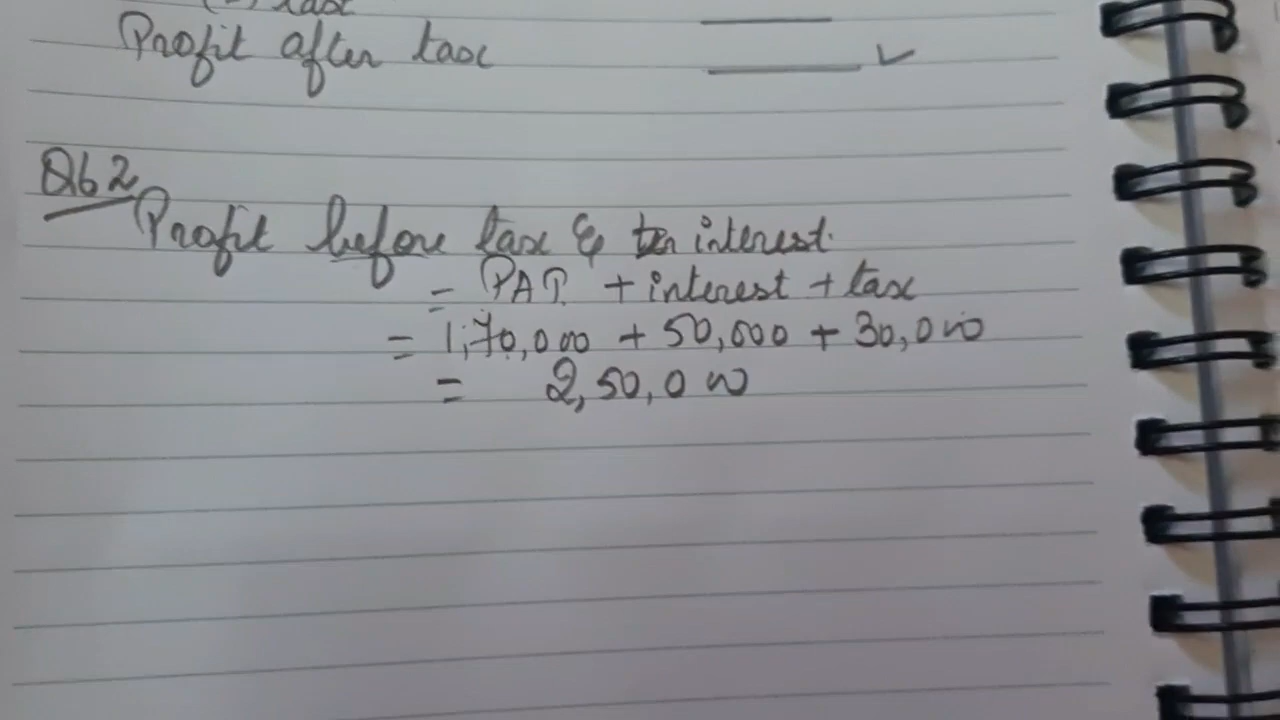 (-) tax
Profit after tax ✓
Q62
Profit before tax & interest.
= PAT + interest + tax
= 1,70,000 + 50,000 + 30,000
= 2,50,000